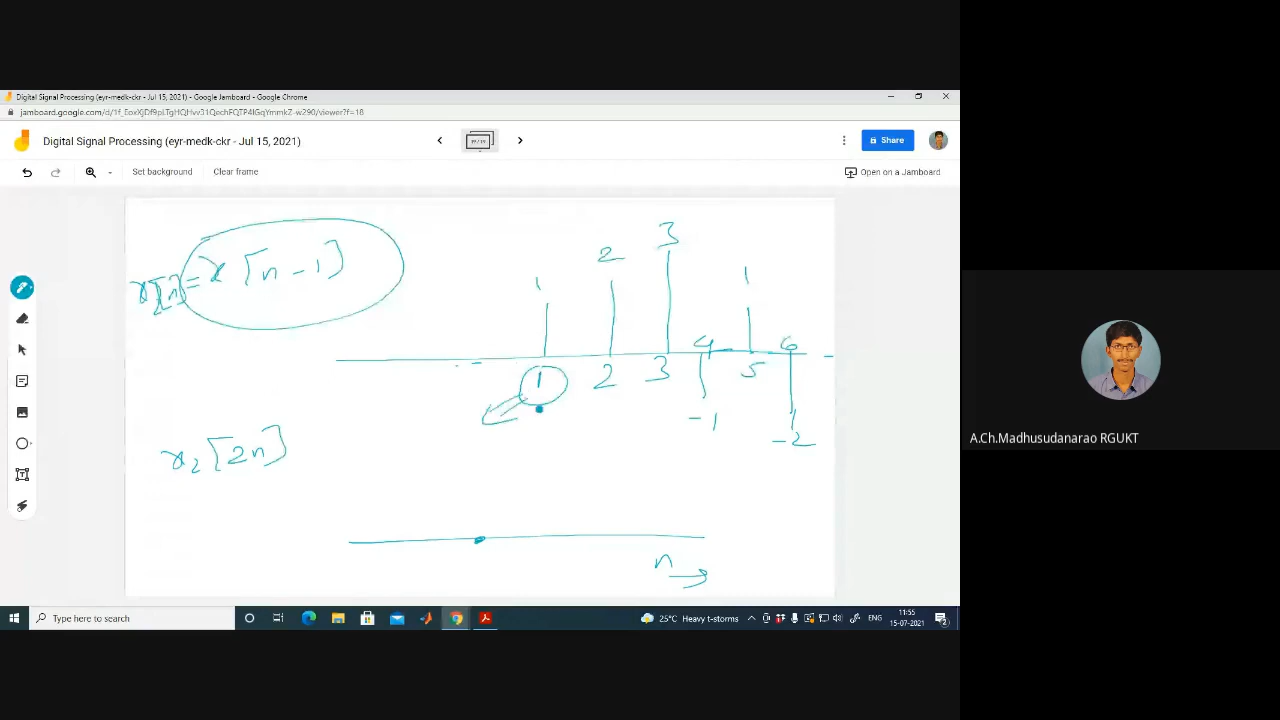 Digital Signal Processing (eyr-medk-ckr - Jul 15, 2021) - Google Jamboard - Google Chrome
Digital Signal Processing (eyr-medk-ckr - Jul 15, 2021)
19 / 19
Share
Set background
Clear frame
Open on a Jamboard
x[n] = x[n-1]
1 2 3 1
4 6
1 2 3 5
-1 -2
x2[2n]
n
A.Ch.Madhusudanarao RGUKT
Type here to search
25°C Heavy t-storms
ENG
11:55
15-07-2021
2